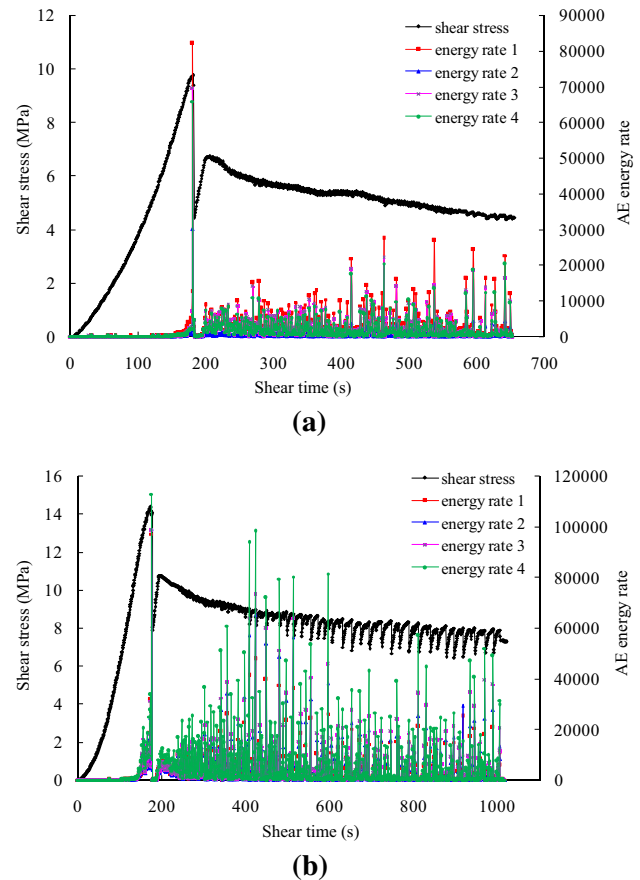 12
10
8
6
4
2
0
Shear stress (MPa)
0 100 200 300 400 500 600 700
Shear time (s)
90000
80000
70000
60000
50000
40000
30000
20000
10000
0
AE energy rate
shear stress
energy rate 1
energy rate 2
energy rate 3
energy rate 4
(a)
16
14
12
10
8
6
4
2
0
Shear stress (MPa)
0 200 400 600 800 1000
Shear time (s)
120000
100000
80000
60000
40000
20000
0
AE energy rate
shear stress
energy rate 1
energy rate 2
energy rate 3
energy rate 4
(b)